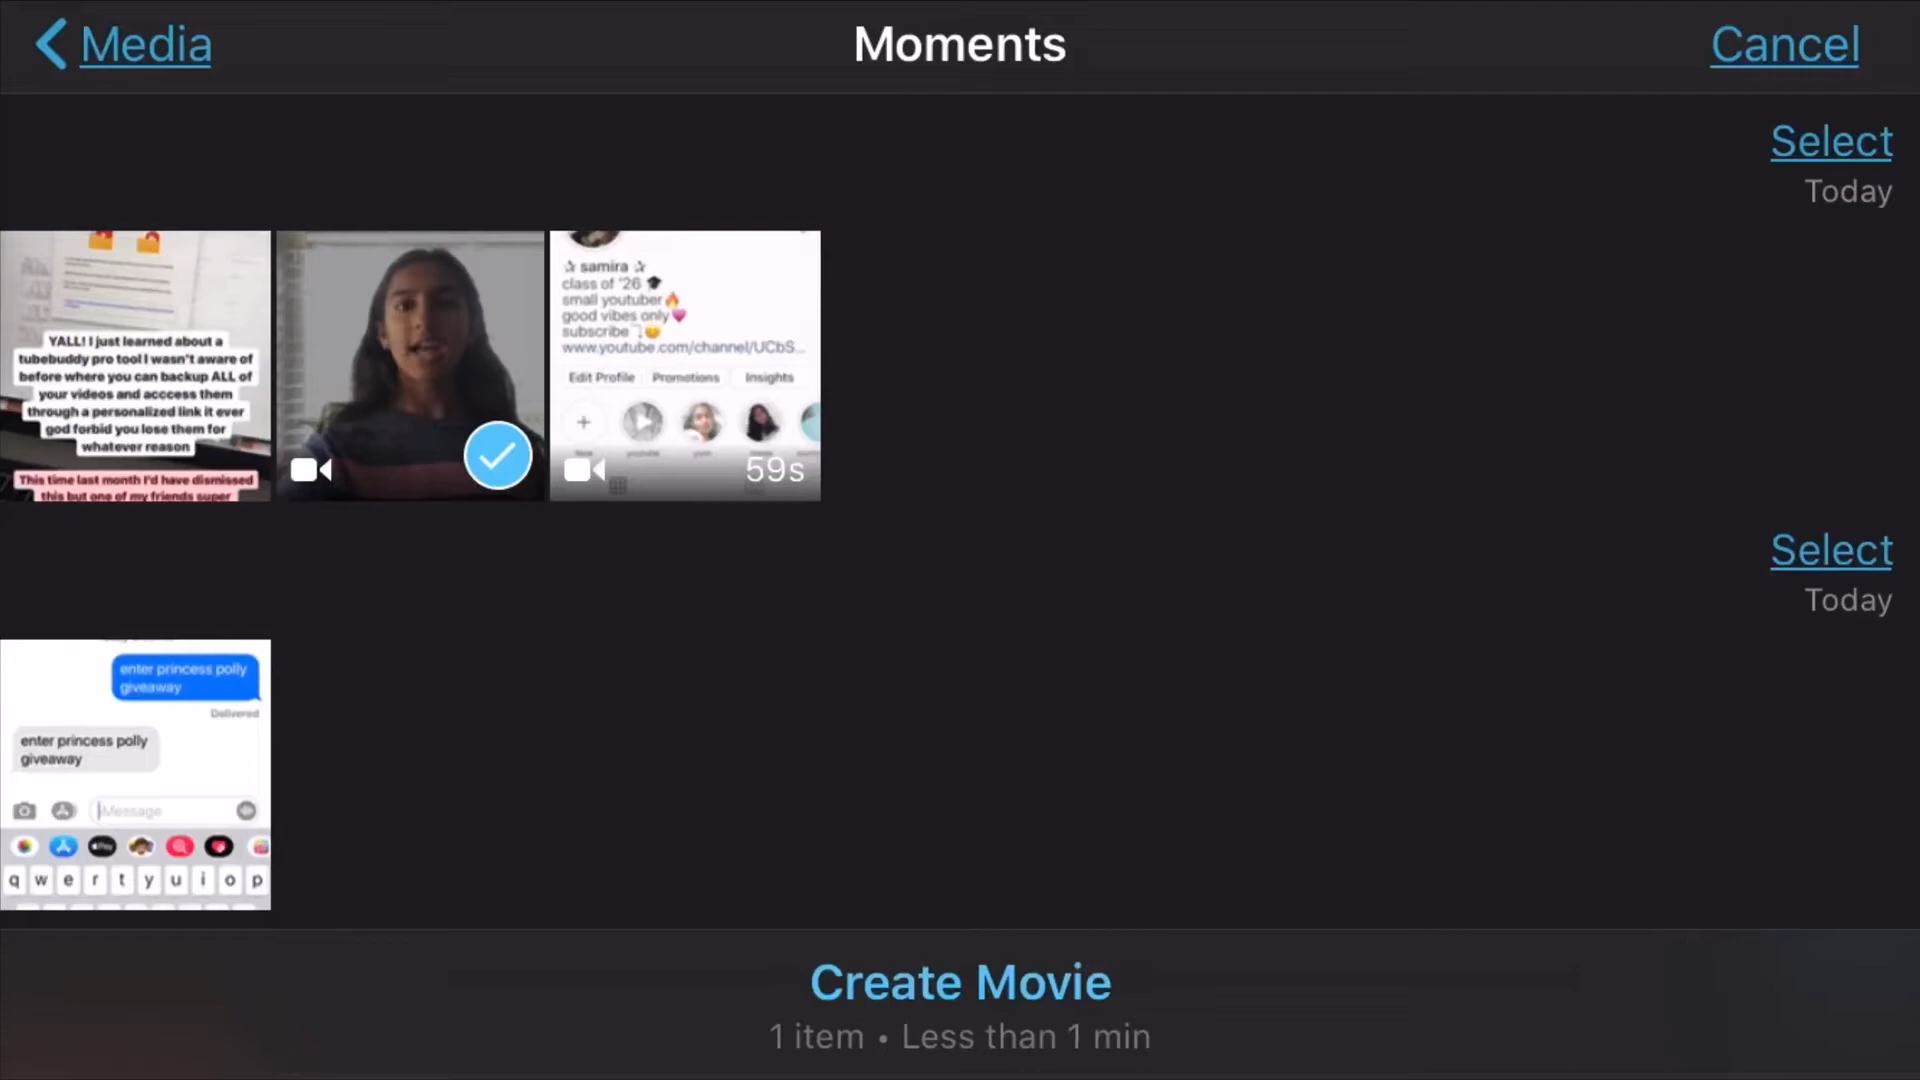 Media
Moments
Cancel
Select
Today
YALL! I just learned about a
tubebuddy pro tool I wasn't aware of
before where you can backup ALL of
your videos and acccess them
through a personalized link it ever
god forbid you lose them for
whatever reason
This time last month I'd have dismissed
this but one of my friends super
✰ samira ✰
class of '26 🎓
small youtuber🔥
good vibes only💗
subscribe⤵😊
www.youtube.com/channel/UCbS...
Edit Profile Promotions Insights
New youtube
59s
Select
Today
enter princess polly
giveaway
Delivered
enter princess polly
giveaway
iMessage
q w e r t y u i o p
Create Movie
1 item • Less than 1 min